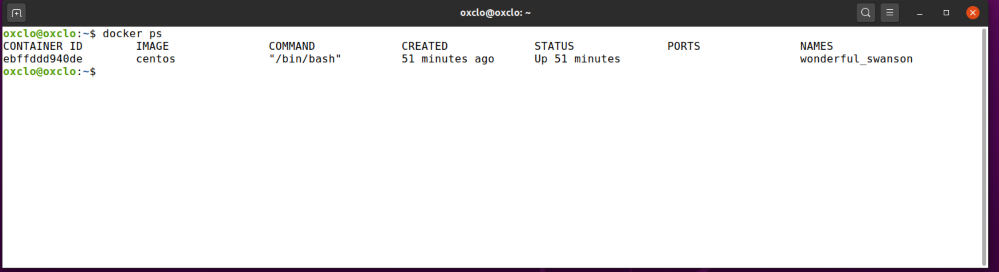 oxclo@oxclo: ~
oxclo@oxclo:~$ docker ps
CONTAINER ID        IMAGE               COMMAND             CREATED             STATUS              PORTS               NAMES
ebffddd940de        centos              "/bin/bash"         51 minutes ago      Up 51 minutes                           wonderful_swanson
oxclo@oxclo:~$